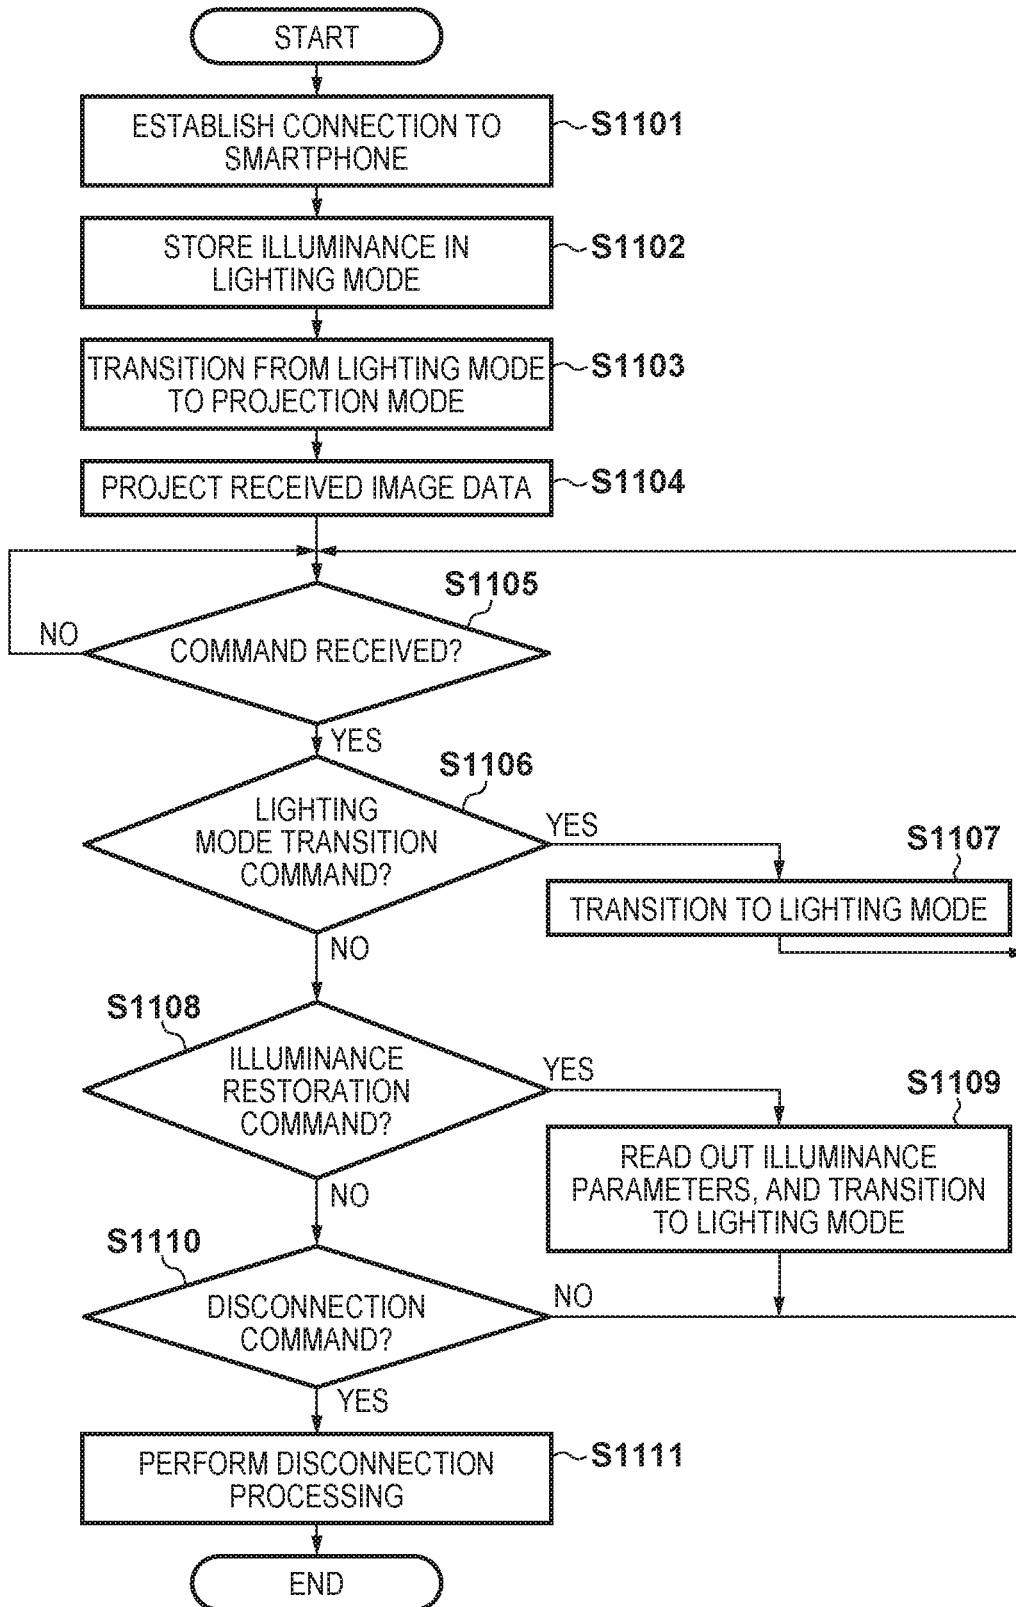 START
ESTABLISH CONNECTION TO
SMARTPHONE
S1101
STORE ILLUMINANCE IN
LIGHTING MODE
S1102
TRANSITION FROM LIGHTING MODE
TO PROJECTION MODE
S1103
PROJECT RECEIVED IMAGE DATA
S1104
S1105
COMMAND RECEIVED?
NO
YES
S1106
LIGHTING
MODE TRANSITION
COMMAND?
YES
S1107
TRANSITION TO LIGHTING MODE
NO
S1108
ILLUMINANCE
RESTORATION
COMMAND?
YES
S1109
READ OUT ILLUMINANCE
PARAMETERS, AND TRANSITION
TO LIGHTING MODE
NO
S1110
DISCONNECTION
COMMAND?
NO
YES
PERFORM DISCONNECTION
PROCESSING
S1111
END